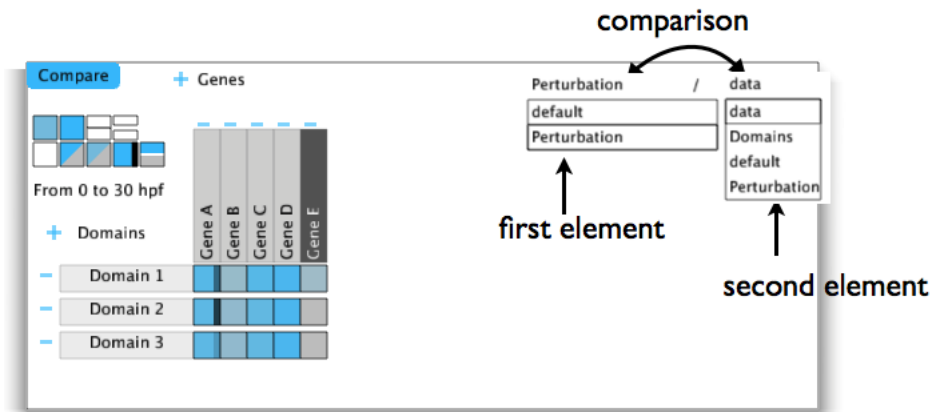 comparison
Compare
+ Genes
Perturbation / data
default
Perturbation
data
Domains
default
Perturbation
From 0 to 30 hpf
first element
second element
+ Domains
Gene A
Gene B
Gene C
Gene D
Gene E
Domain 1
Domain 2
Domain 3